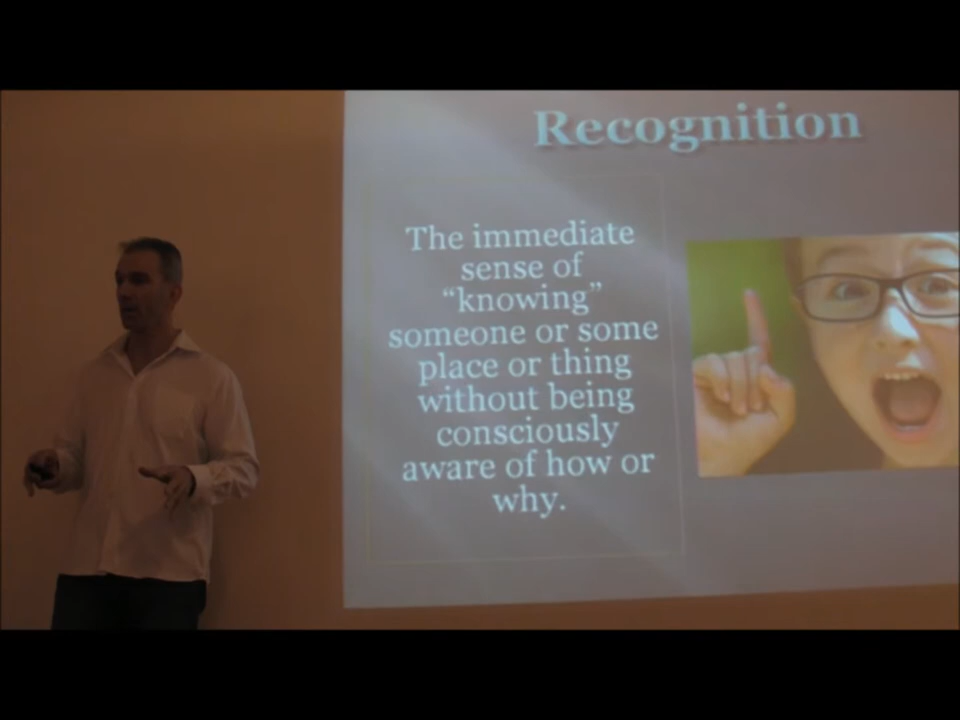 Recognition
The immediate
sense of
“knowing”
someone or some
place or thing
without being
consciously
aware of how or
why.